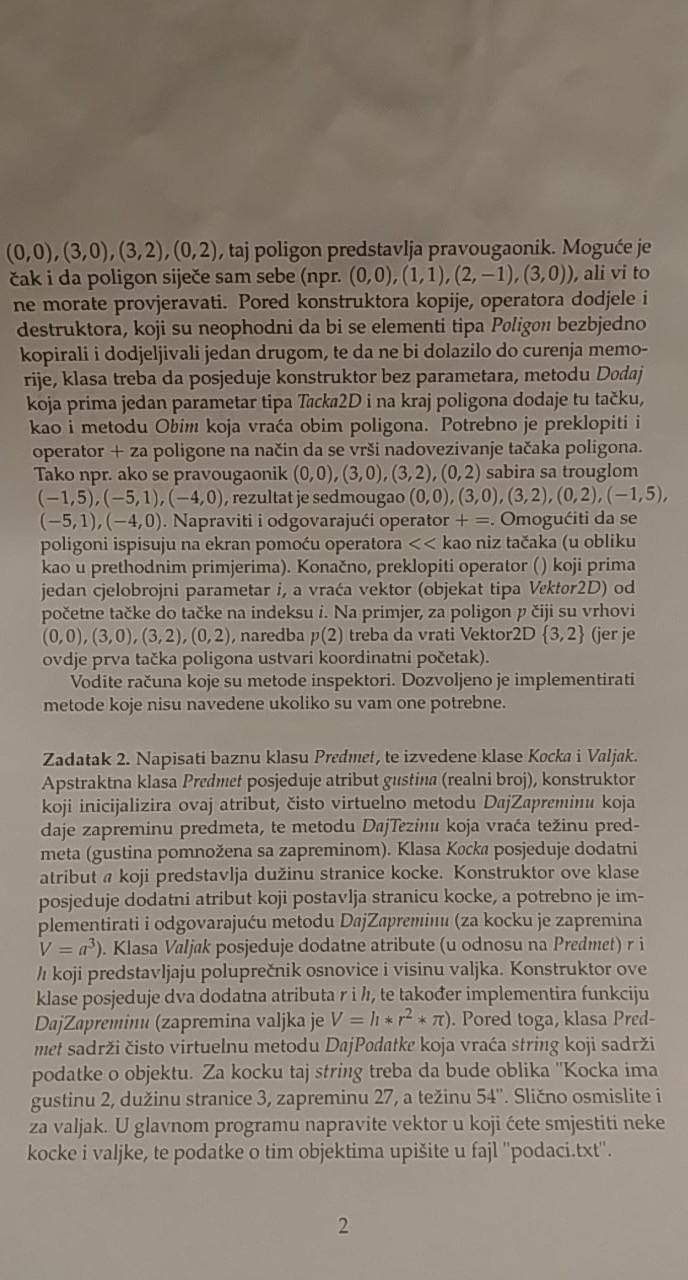 (0,0), (3,0), (3,2), (0,2), taj poligon predstavlja pravougaonik. Moguće je
čak i da poligon siječe sam sebe (npr. (0,0), (1,1), (2,−1), (3,0)), ali vi to
ne morate provjeravati. Pored konstruktora kopije, operatora dodjele i
destruktora, koji su neophodni da bi se elementi tipa Poligon bezbjedno
kopirali i dodjeljivali jedan drugom, te da ne bi dolazilo do curenja memo-
rije, klasa treba da posjeduje konstruktor bez parametara, metodu Dodaj
koja prima jedan parametar tipa Tacka2D i na kraj poligona dodaje tu tačku,
kao i metodu Obim koja vraća obim poligona. Potrebno je preklopiti i
operator + za poligone na način da se vrši nadovezivanje tačaka poligona.
Tako npr. ako se pravougaonik (0,0), (3,0), (3,2), (0,2) sabira sa trouglom
(−1,5), (−5,1), (−4,0), rezultat je sedmougao (0,0), (3,0), (3,2), (0,2), (−1,5),
(−5,1), (−4,0). Napraviti i odgovarajući operator + =. Omogućiti da se
poligoni ispisuju na ekran pomoću operatora << kao niz tačaka (u obliku
kao u prethodnim primjerima). Konačno, preklopiti operator () koji prima
jedan cjelobrojni parametar i, a vraća vektor (objekat tipa Vektor2D) od
početne tačke do tačke na indeksu i. Na primjer, za poligon p čiji su vrhovi
(0,0), (3,0), (3,2), (0,2), naredba p(2) treba da vrati Vektor2D {3,2} (jer je
ovdje prva tačka poligona ustvari koordinatni početak).
Vodite računa koje su metode inspektori. Dozvoljeno je implementirati
metode koje nisu navedene ukoliko su vam one potrebne.
Zadatak 2. Napisati baznu klasu Predmet, te izvedene klase Kocka i Valjak.
Apstraktna klasa Predmet posjeduje atribut gustina (realni broj), konstruktor
koji inicijalizira ovaj atribut, čisto virtuelno metodu DajZapreminu koja
daje zapreminu predmeta, te metodu DajTezinu koja vraća težinu pred-
meta (gustina pomnožena sa zapreminom). Klasa Kocka posjeduje dodatni
atribut a koji predstavlja dužinu stranice kocke. Konstruktor ove klase
posjeduje dodatni atribut koji postavlja stranicu kocke, a potrebno je im-
plementirati i odgovarajuću metodu DajZapreminu (za kocku je zapremina
V = a³). Klasa Valjak posjeduje dodatne atribute (u odnosu na Predmet) r i
h koji predstavljaju poluprečnik osnovice i visinu valjka. Konstruktor ove
klase posjeduje dva dodatna atributa r i h, te također implementira funkciju
DajZapreminu (zapremina valjka je V = h * r² * π). Pored toga, klasa Pred-
met sadrži čisto virtuelnu metodu DajPodatke koja vraća string koji sadrži
podatke o objektu. Za kocku taj string treba da bude oblika "Kocka ima
gustinu 2, dužinu stranice 3, zapreminu 27, a težinu 54". Slično osmislite i
za valjak. U glavnom programu napravite vektor u koji ćete smjestiti neke
kocke i valjke, te podatke o tim objektima upišite u fajl "podaci.txt".
2